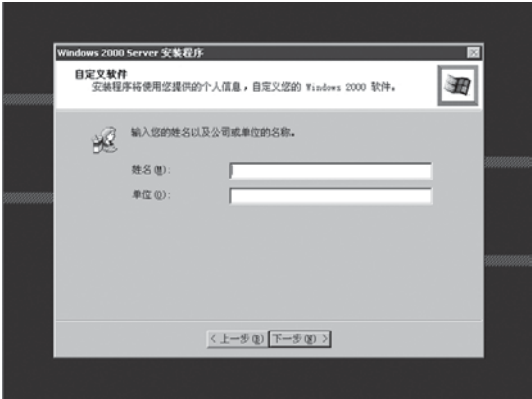 Windows 2000 Server 安装程序
自定义软件
安装程序将使用您提供的个人信息，自定义您的 Windows 2000 软件。
输入您的姓名以及公司或单位的名称。
姓名(M):
单位(O):
< 上一步(B) 下一步(N) >